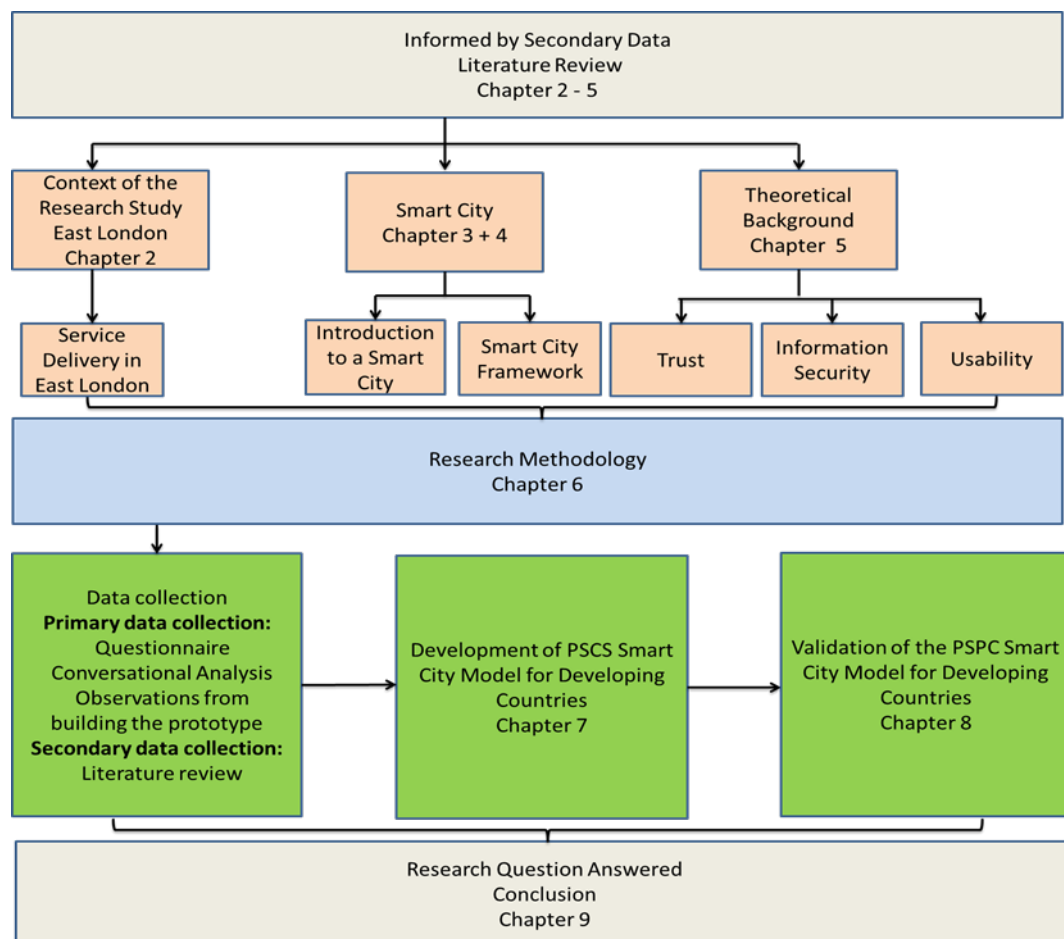 Informed by Secondary Data
Literature Review
Chapter 2 - 5
Context of the
Research Study
East London
Chapter 2
Smart City
Chapter 3 + 4
Theoretical
Background
Chapter 5
Service
Delivery in
East London
Introduction
to a Smart
City
Smart City
Framework
Trust
Information
Security
Usability
Research Methodology
Chapter 6
Data collection
Primary data collection:
Questionnaire
Conversational Analysis
Observations from
building the prototype
Secondary data collection:
Literature review
Development of PSCS Smart
City Model for Developing
Countries
Chapter 7
Validation of the PSPC Smart
City Model for Developing
Countries
Chapter 8
Research Question Answered
Conclusion
Chapter 9